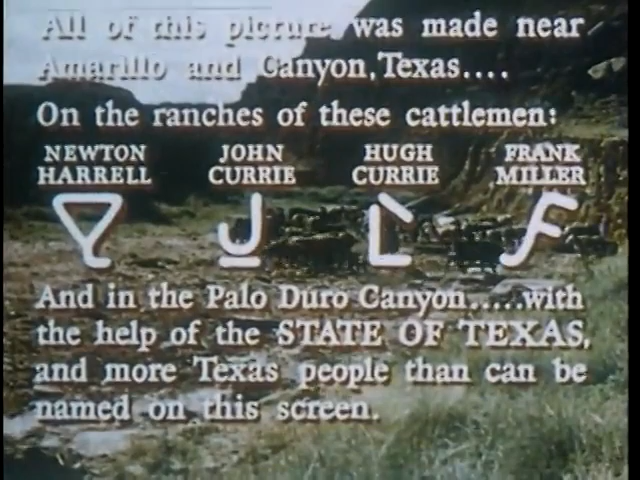 All of this picture was made near
Amarillo and Canyon, Texas....
On the ranches of these cattlemen:
NEWTON HARRELL
JOHN CURRIE
HUGH CURRIE
FRANK MILLER
And in the Palo Duro Canyon.....with
the help of the STATE OF TEXAS,
and more Texas people than can be
named on this screen.